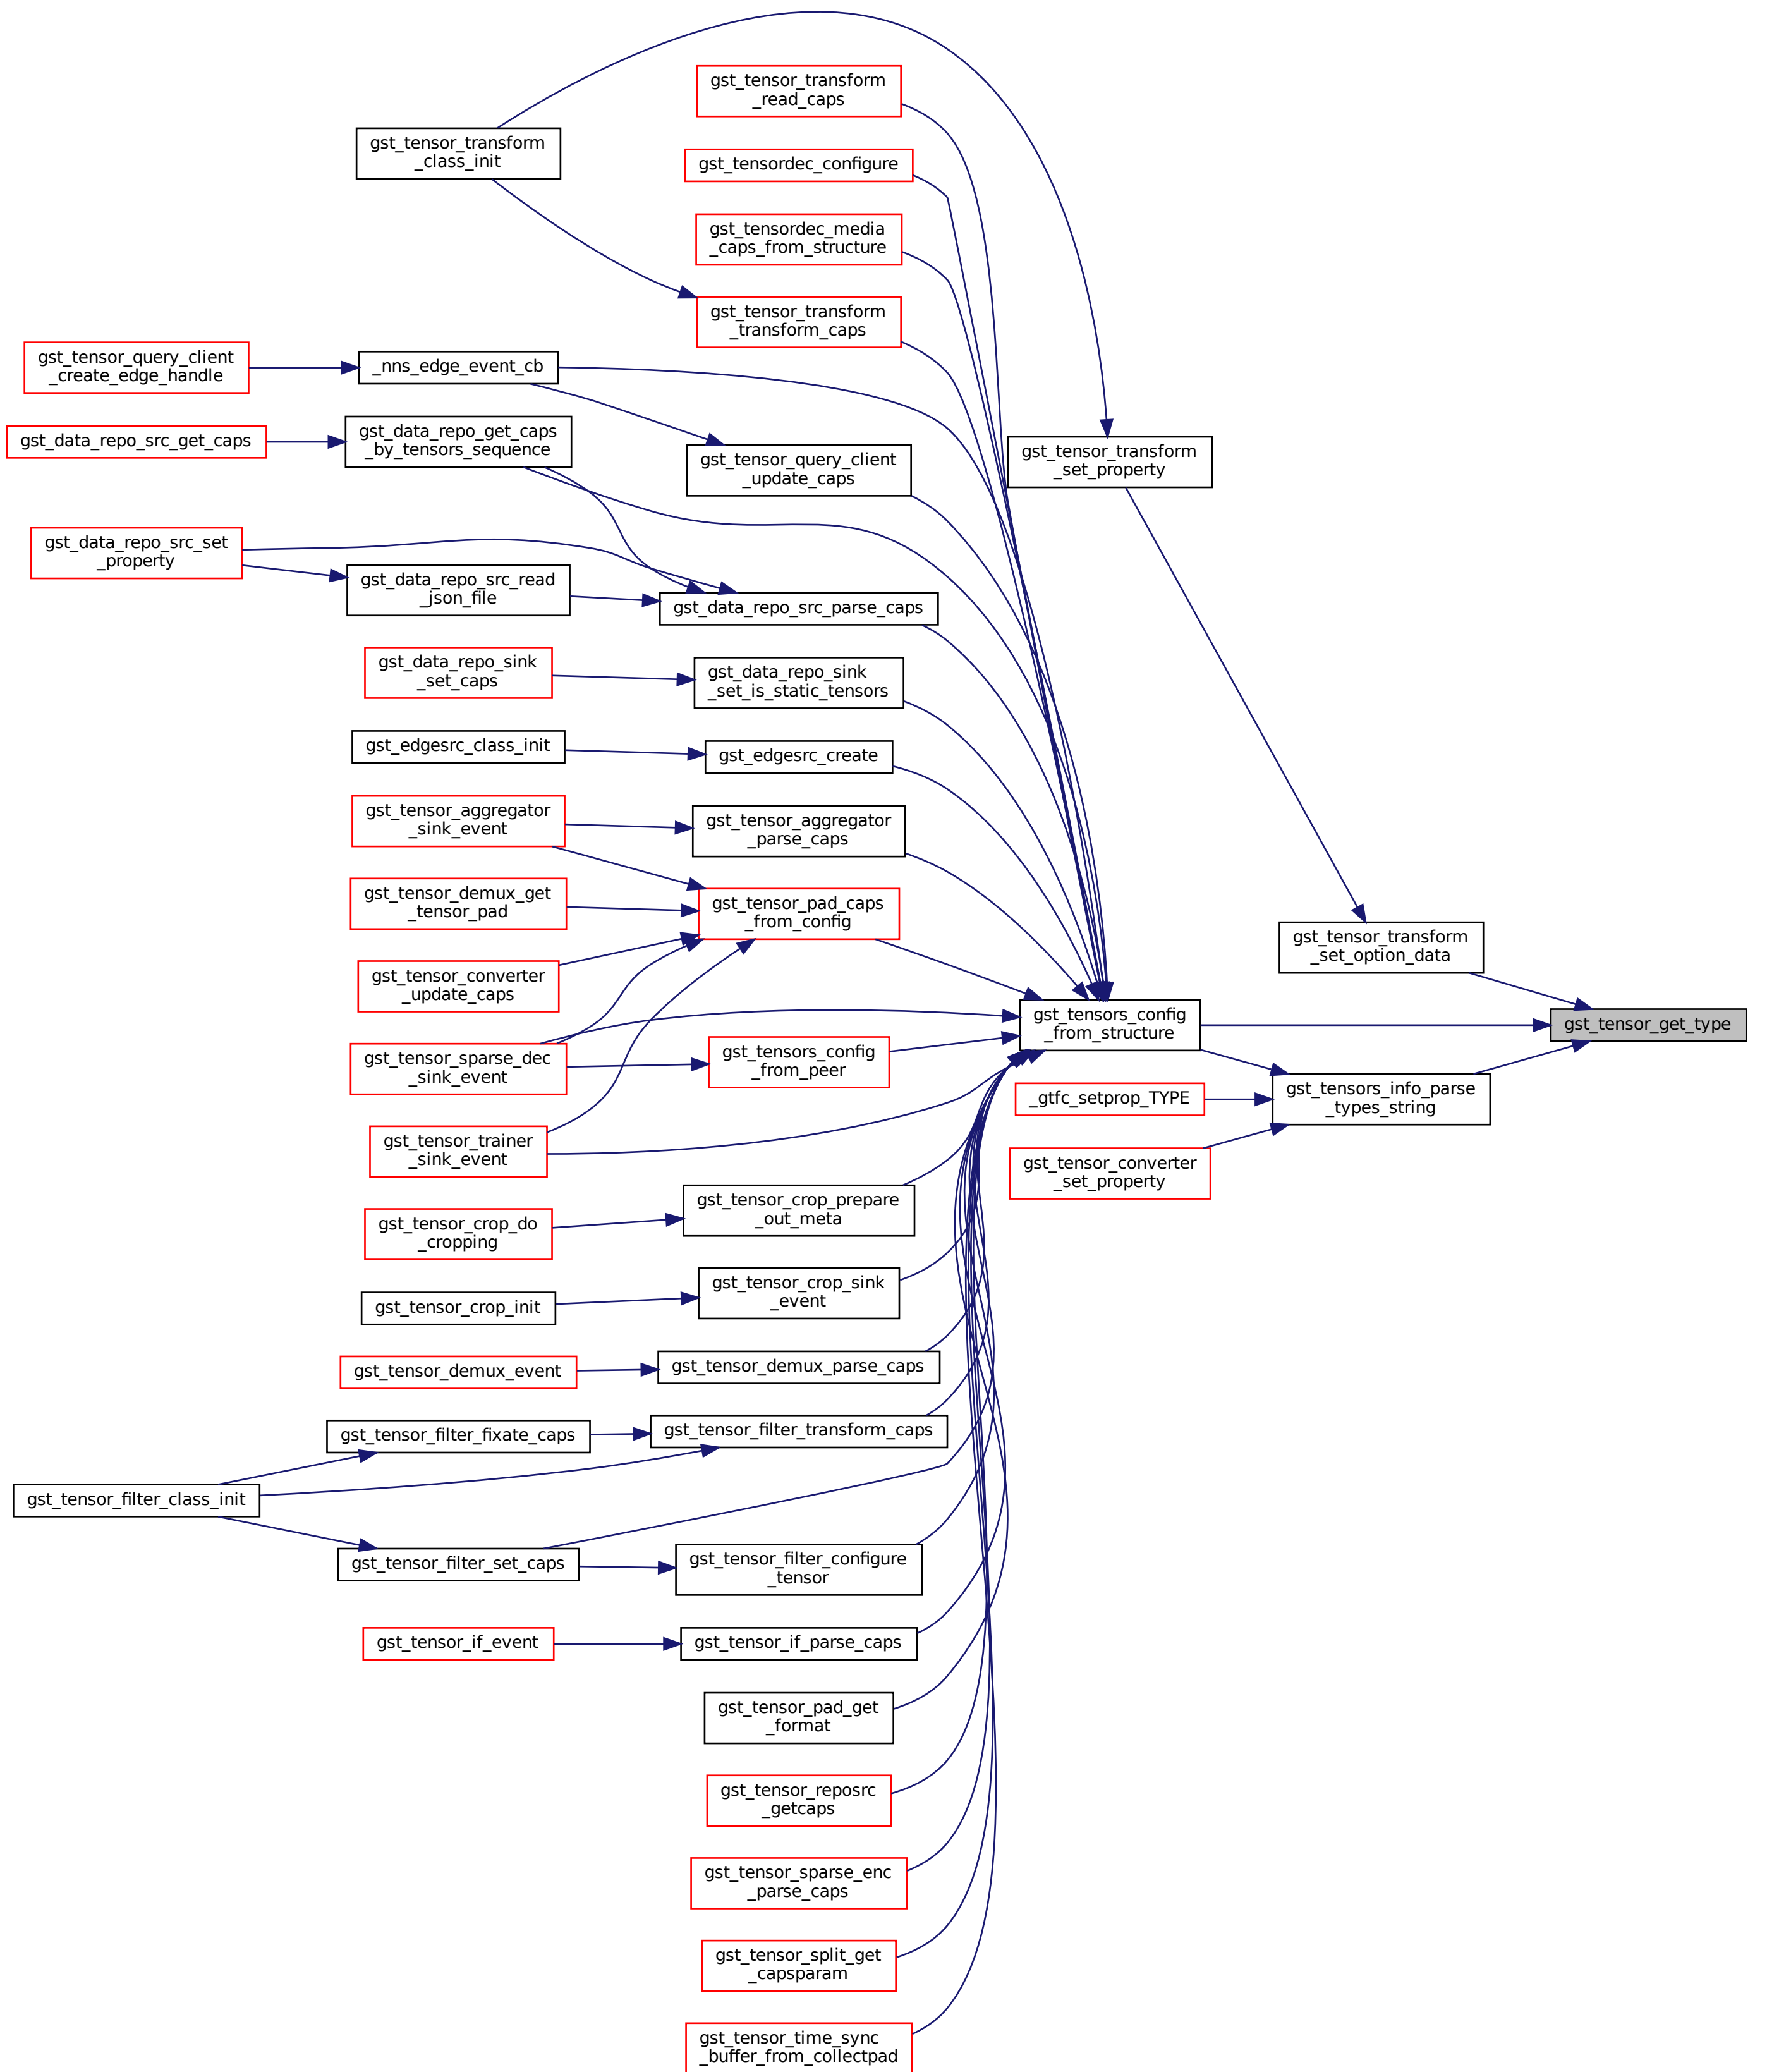 gst_tensor_transform
_read_caps
gst_tensor_transform
_class_init
gst_tensordec_configure
gst_tensordec_media
_caps_from_structure
gst_tensor_transform
_transform_caps
gst_tensor_query_client
_create_edge_handle
_nns_edge_event_cb
gst_data_repo_src_get_caps
gst_data_repo_get_caps
_by_tensors_sequence
gst_tensor_query_client
_update_caps
gst_tensor_transform
_set_property
gst_data_repo_src_set
_property
gst_data_repo_src_read
_json_file
gst_data_repo_src_parse_caps
gst_data_repo_sink
_set_caps
gst_data_repo_sink
_set_is_static_tensors
gst_edgesrc_class_init
gst_edgesrc_create
gst_tensor_aggregator
_sink_event
gst_tensor_aggregator
_parse_caps
gst_tensor_demux_get
_tensor_pad
gst_tensor_pad_caps
_from_config
gst_tensor_transform
_set_option_data
gst_tensor_converter
_update_caps
gst_tensors_config
_from_structure
gst_tensor_get_type
gst_tensor_sparse_dec
_sink_event
gst_tensors_config
_from_peer
_gtfc_setprop_TYPE
gst_tensors_info_parse
_types_string
gst_tensor_trainer
_sink_event
gst_tensor_converter
_set_property
gst_tensor_crop_do
_cropping
gst_tensor_crop_prepare
_out_meta
gst_tensor_crop_init
gst_tensor_crop_sink
_event
gst_tensor_demux_event
gst_tensor_demux_parse_caps
gst_tensor_filter_fixate_caps
gst_tensor_filter_transform_caps
gst_tensor_filter_class_init
gst_tensor_filter_set_caps
gst_tensor_filter_configure
_tensor
gst_tensor_if_event
gst_tensor_if_parse_caps
gst_tensor_pad_get
_format
gst_tensor_reposrc
_getcaps
gst_tensor_sparse_enc
_parse_caps
gst_tensor_split_get
_capsparam
gst_tensor_time_sync
_buffer_from_collectpad